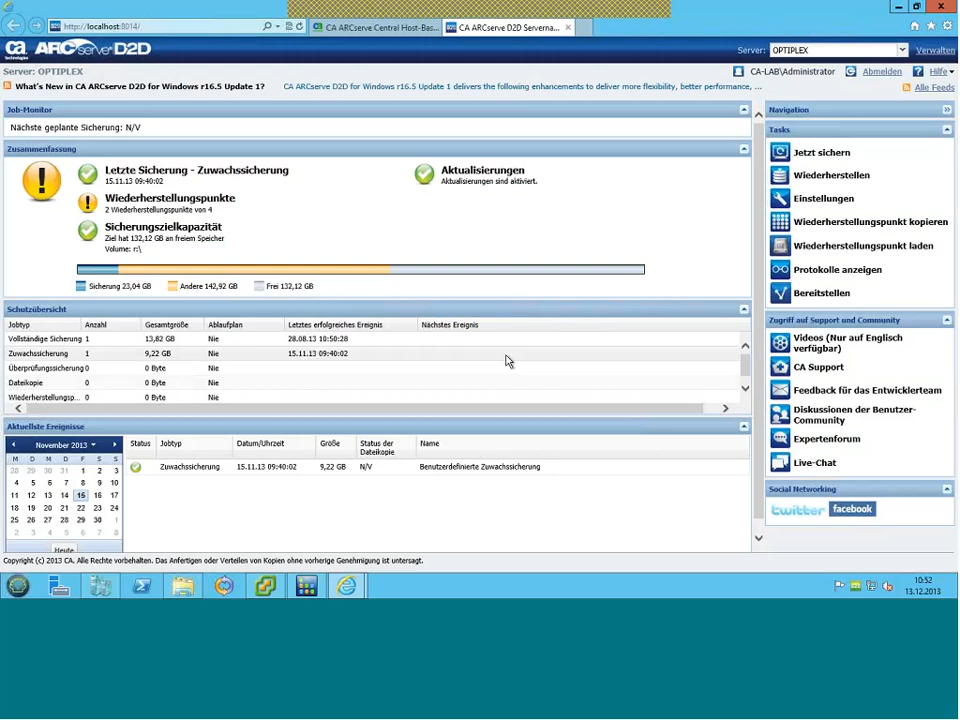 http://localhost:8014/
CA ARCserve Central Host-Bas...
CA ARCserve D2D Serverna...
ca technologies ARCserve D2D
Server: OPTIPLEX Verwalten
Server: OPTIPLEX
CA-LAB\Administrator Abmelden Hilfe
What's New in CA ARCserve D2D for Windows r16.5 Update 1? CA ARCserve D2D for Windows r16.5 Update 1 delivers the following enhancements to deliver more flexibility, better performance, ...
Alle Feeds
Job-Monitor
Nächste geplante Sicherung: N/V
Zusammenfassung
Letzte Sicherung - Zuwachssicherung
15.11.13 09:40:02
Aktualisierungen
Aktualisierungen sind aktiviert.
Wiederherstellungspunkte
2 Wiederherstellungspunkte von 4
Sicherungszielkapazität
Ziel hat 132,12 GB an freiem Speicher
Volume: r:\
Sicherung 23,04 GB Andere 142,92 GB Frei 132,12 GB
Schutzübersicht
Jobtyp Anzahl Gesamtgröße Ablaufplan Letztes erfolgreiches Ereignis Nächstes Ereignis
Vollständige Sicherung 1 13,82 GB Nie 28.08.13 10:50:28
Zuwachssicherung 1 9,22 GB Nie 15.11.13 09:40:02
Überprüfungssicherung 0 0 Byte Nie
Dateikopie 0 0 Byte Nie
Wiederherstellungsp... 0 0 Byte Nie
Aktuellste Ereignisse
November 2013
M D M D F S S
28 29 30 31 1 2 3
4 5 6 7 8 9 10
11 12 13 14 15 16 17
18 19 20 21 22 23 24
25 26 27 28 29 30 1
2 3 4 5 6 7 8
Heute
Status Jobtyp Datum/Uhrzeit Größe Status der Dateikopie Name
Zuwachssicherung 15.11.13 09:40:02 9,22 GB N/V Benutzerdefinierte Zuwachssicherung
Navigation
Tasks
Jetzt sichern
Wiederherstellen
Einstellungen
Wiederherstellungspunkt kopieren
Wiederherstellungspunkt laden
Protokolle anzeigen
Bereitstellen
Zugriff auf Support und Community
Videos (Nur auf Englisch
verfügbar)
CA Support
Feedback für das Entwicklerteam
Diskussionen der Benutzer-
Community
Expertenforum
Live-Chat
Social Networking
twitter facebook
Copyright (c) 2013 CA. Alle Rechte vorbehalten. Das Anfertigen oder Verteilen von Kopien ohne vorherige Genehmigung ist untersagt.
10:52
13.12.2013